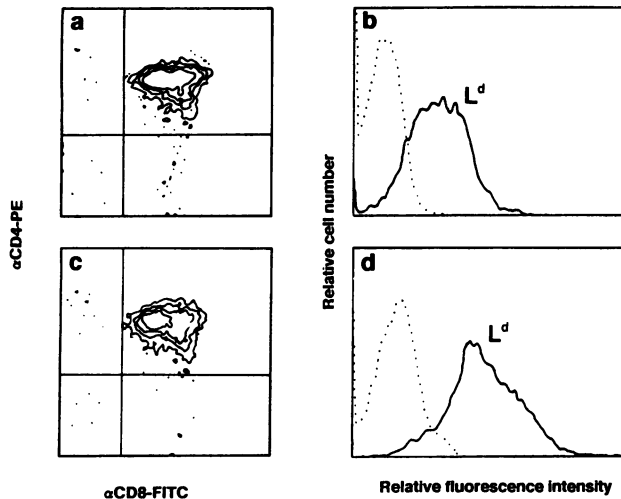 a
b
L^d
c
d
L^d
αCD4-PE
Relative cell number
αCD8-FITC
Relative fluorescence intensity